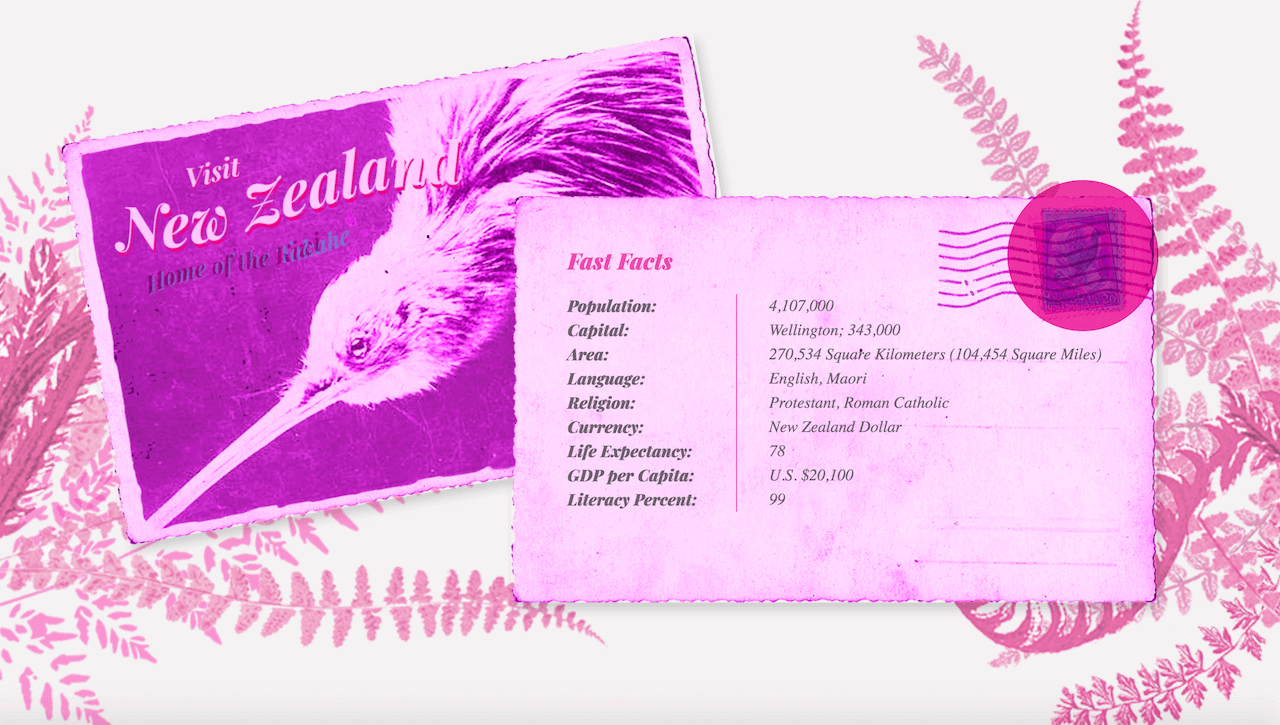 Visit
New Zealand
Home of the
Fast Facts
Population: 4,107,000
Capital: Wellington; 343,000
Area: 270,534 Square Kilometers (104,454 Square Miles)
Language: English, Maori
Religion: Protestant, Roman Catholic
Currency: New Zealand Dollar
Life Expectancy: 78
GDP per Capita: U.S. $20,100
Literacy Percent: 99